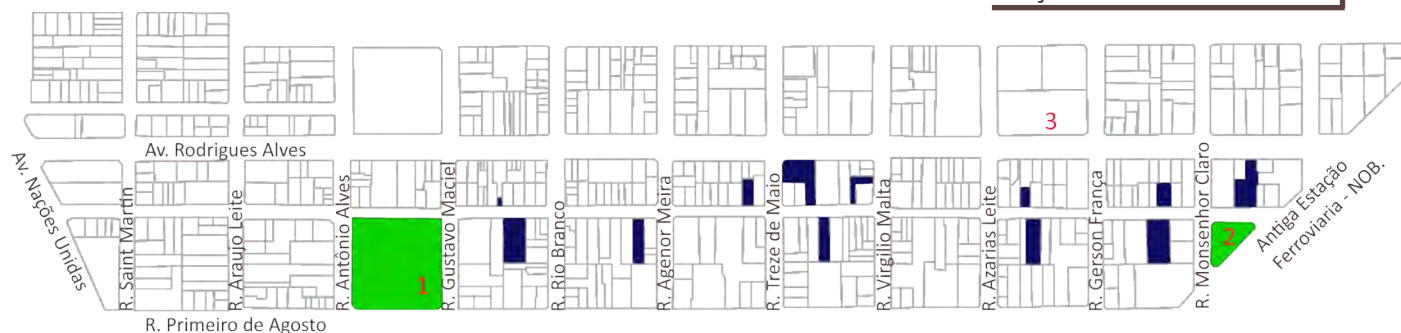 3
Av. Rodrigues Alves
Av. Nações Unidas
R. Saint Martin
R. Araujo Leite
R. Antônio Alves
R. Gustavo Maciel
R. Rio Branco
R. Agenor Meira
R. Treze de Maio
R. Virgilio Malta
R. Azarias Leite
R. Gerson França
R. Monsenhor Claro
Antiga Estação
Ferroviaria - NOB.
1
2
R. Primeiro de Agosto